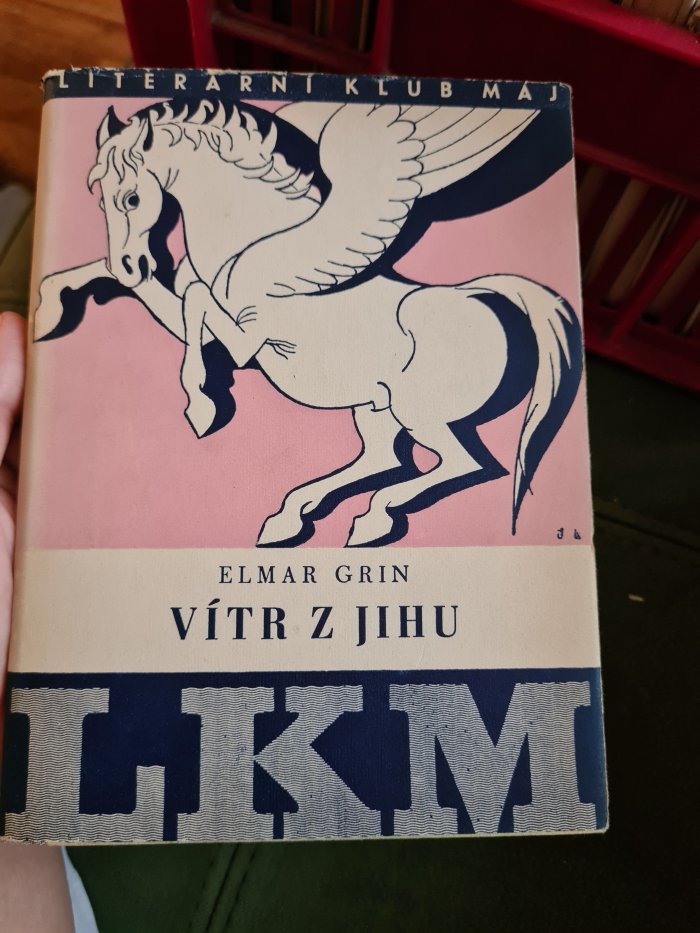 LITERÁRNÍ KLUB MÁJ
ELMAR GRIN
VÍTR Z JIHU
LKM